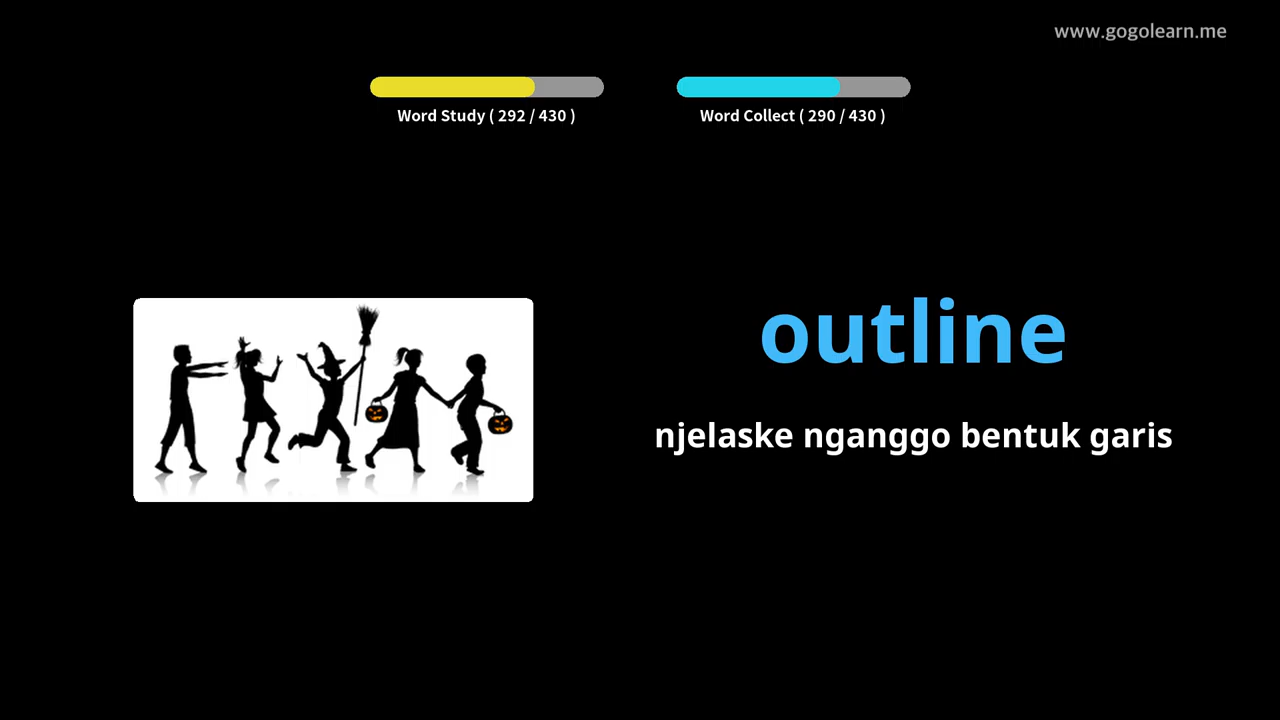 www.gogolearn.me
Word Study ( 292 / 430 )
Word Collect ( 290 / 430 )
outline
njelaske nganggo bentuk garis